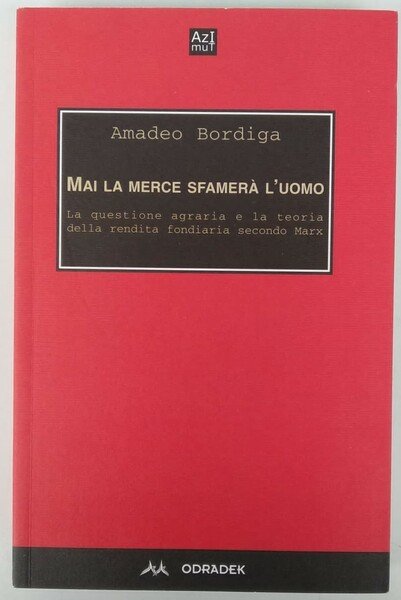 AzI
muT
Amadeo Bordiga
MAI LA MERCE SFAMERÀ L'UOMO
La questione agraria e la teoria
della rendita fondiaria secondo Marx
ODRADEK